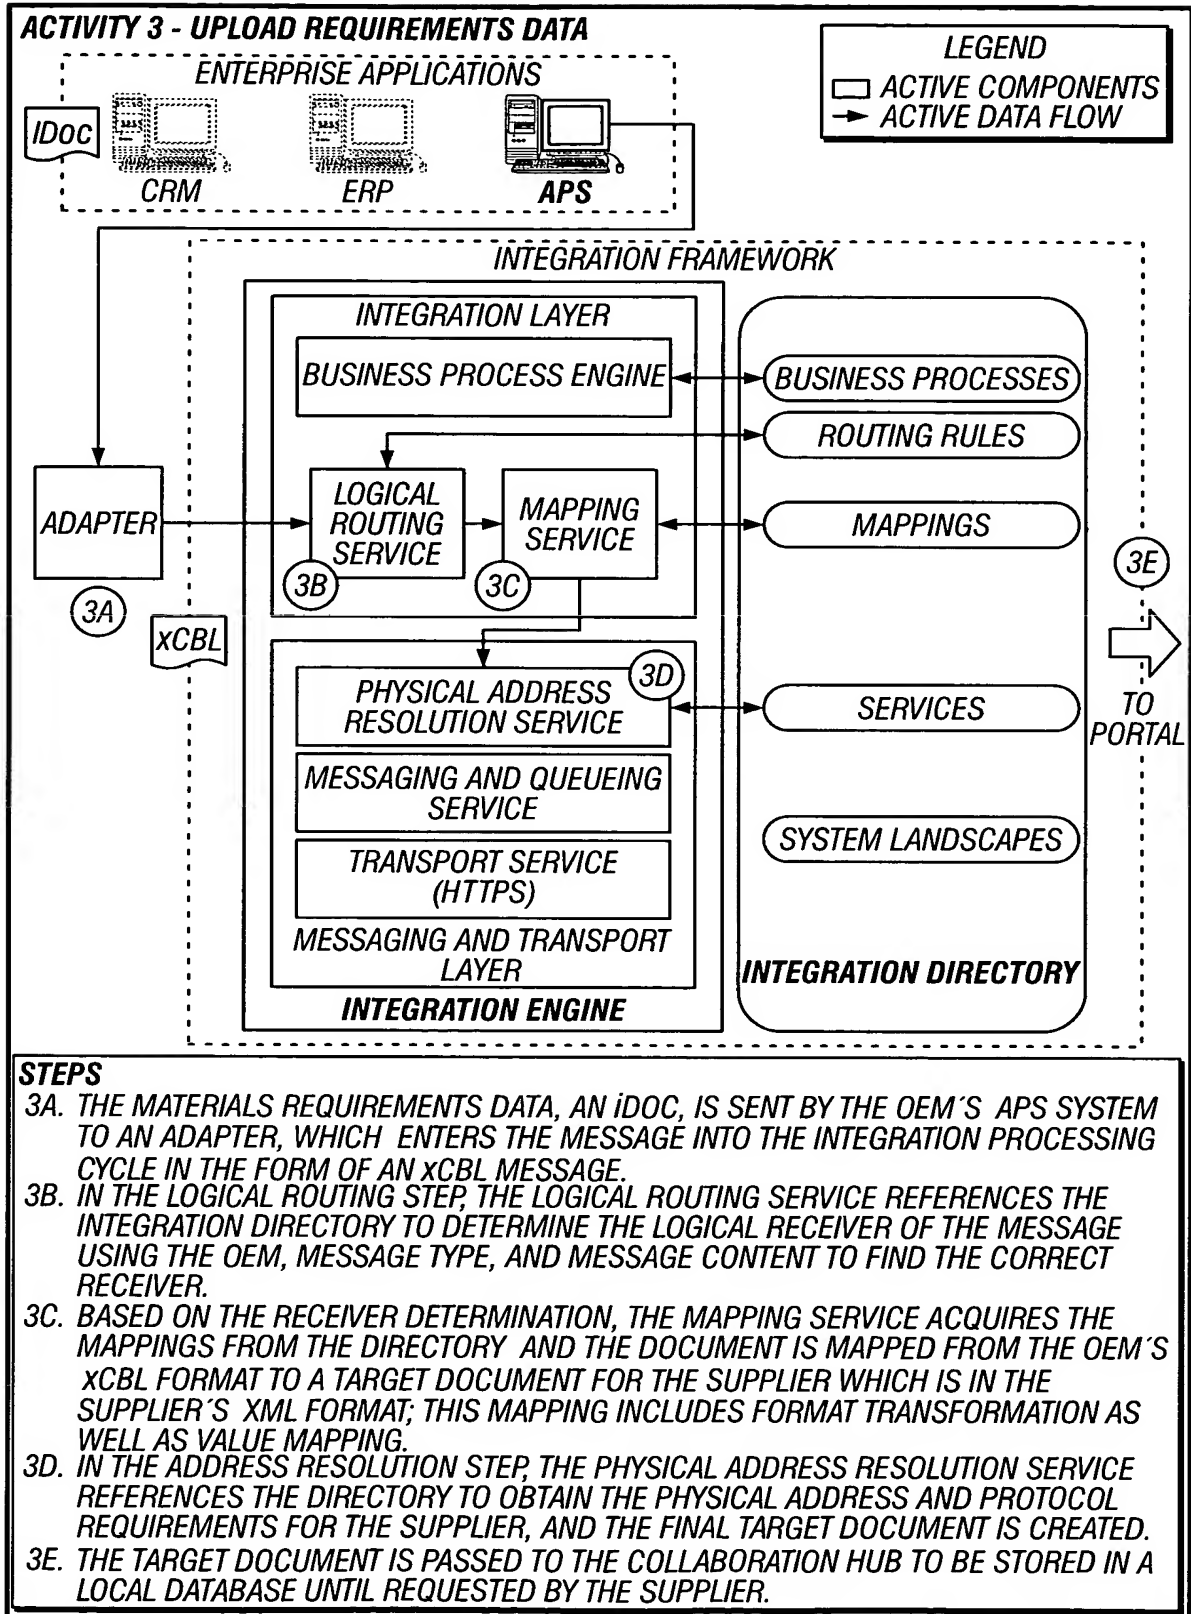 ACTIVITY 3 - UPLOAD REQUIREMENTS DATA
LEGEND
ACTIVE COMPONENTS
ACTIVE DATA FLOW
ENTERPRISE APPLICATIONS
IDoc
CRM
ERP
APS
INTEGRATION FRAMEWORK
INTEGRATION LAYER
BUSINESS PROCESS ENGINE
BUSINESS PROCESSES
ROUTING RULES
ADAPTER
3A
LOGICAL
ROUTING
SERVICE
3B
MAPPING
SERVICE
3C
MAPPINGS
3E
xCBL
TO
PORTAL
PHYSICAL ADDRESS
RESOLUTION SERVICE
3D
SERVICES
MESSAGING AND QUEUEING
SERVICE
SYSTEM LANDSCAPES
TRANSPORT SERVICE
(HTTPS)
MESSAGING AND TRANSPORT
LAYER
INTEGRATION DIRECTORY
INTEGRATION ENGINE
STEPS
3A. THE MATERIALS REQUIREMENTS DATA, AN iDOC, IS SENT BY THE OEM´S APS SYSTEM
TO AN ADAPTER, WHICH ENTERS THE MESSAGE INTO THE INTEGRATION PROCESSING
CYCLE IN THE FORM OF AN xCBL MESSAGE.
3B. IN THE LOGICAL ROUTING STEP, THE LOGICAL ROUTING SERVICE REFERENCES THE
INTEGRATION DIRECTORY TO DETERMINE THE LOGICAL RECEIVER OF THE MESSAGE
USING THE OEM, MESSAGE TYPE, AND MESSAGE CONTENT TO FIND THE CORRECT
RECEIVER.
3C. BASED ON THE RECEIVER DETERMINATION, THE MAPPING SERVICE ACQUIRES THE
MAPPINGS FROM THE DIRECTORY AND THE DOCUMENT IS MAPPED FROM THE OEM´S
xCBL FORMAT TO A TARGET DOCUMENT FOR THE SUPPLIER WHICH IS IN THE
SUPPLIER´S XML FORMAT; THIS MAPPING INCLUDES FORMAT TRANSFORMATION AS
WELL AS VALUE MAPPING.
3D. IN THE ADDRESS RESOLUTION STEP, THE PHYSICAL ADDRESS RESOLUTION SERVICE
REFERENCES THE DIRECTORY TO OBTAIN THE PHYSICAL ADDRESS AND PROTOCOL
REQUIREMENTS FOR THE SUPPLIER, AND THE FINAL TARGET DOCUMENT IS CREATED.
3E. THE TARGET DOCUMENT IS PASSED TO THE COLLABORATION HUB TO BE STORED IN A
LOCAL DATABASE UNTIL REQUESTED BY THE SUPPLIER.